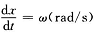 dx/dt = ω(rad/s)